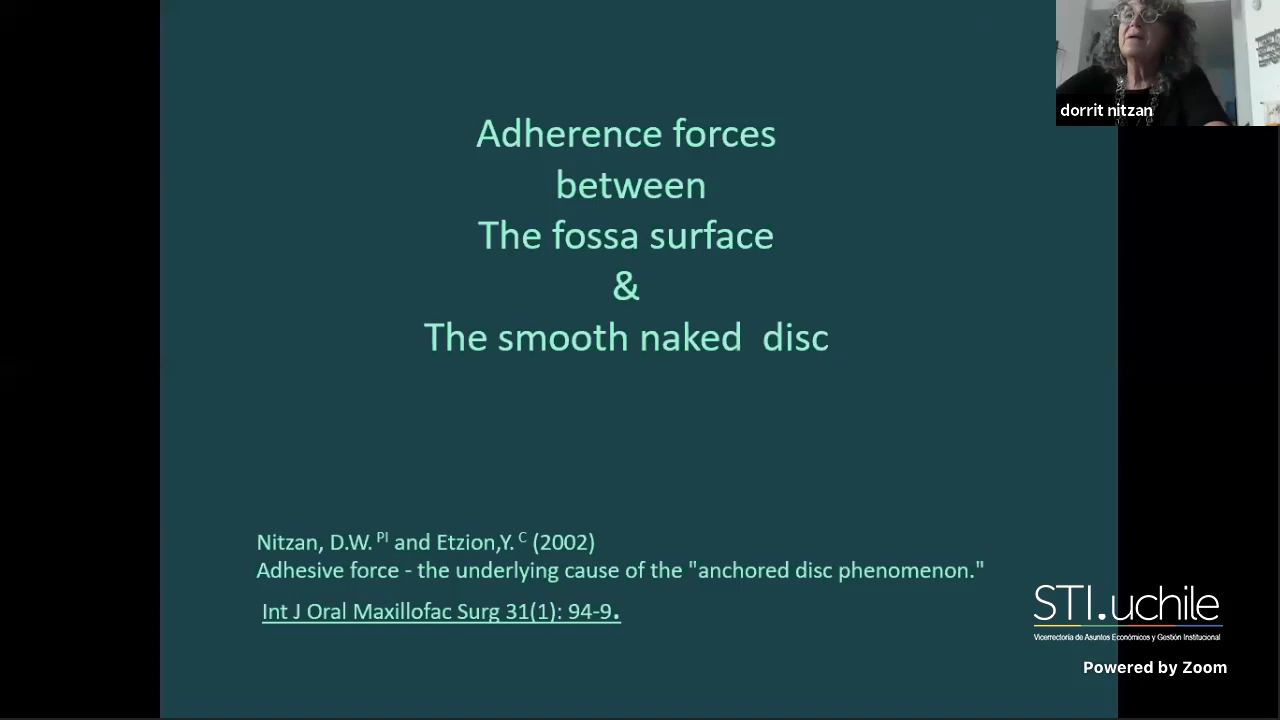 dorrit nitzan
Adherence forces
between
The fossa surface
&
The smooth naked disc
Nitzan, D.W. PI and Etzion,Y. C (2002)
Adhesive force - the underlying cause of the "anchored disc phenomenon."
Int J Oral Maxillofac Surg 31(1): 94-9.
STI.uchile
Vicerrectoría de Asuntos Económicos y Gestión Institucional
Powered by Zoom